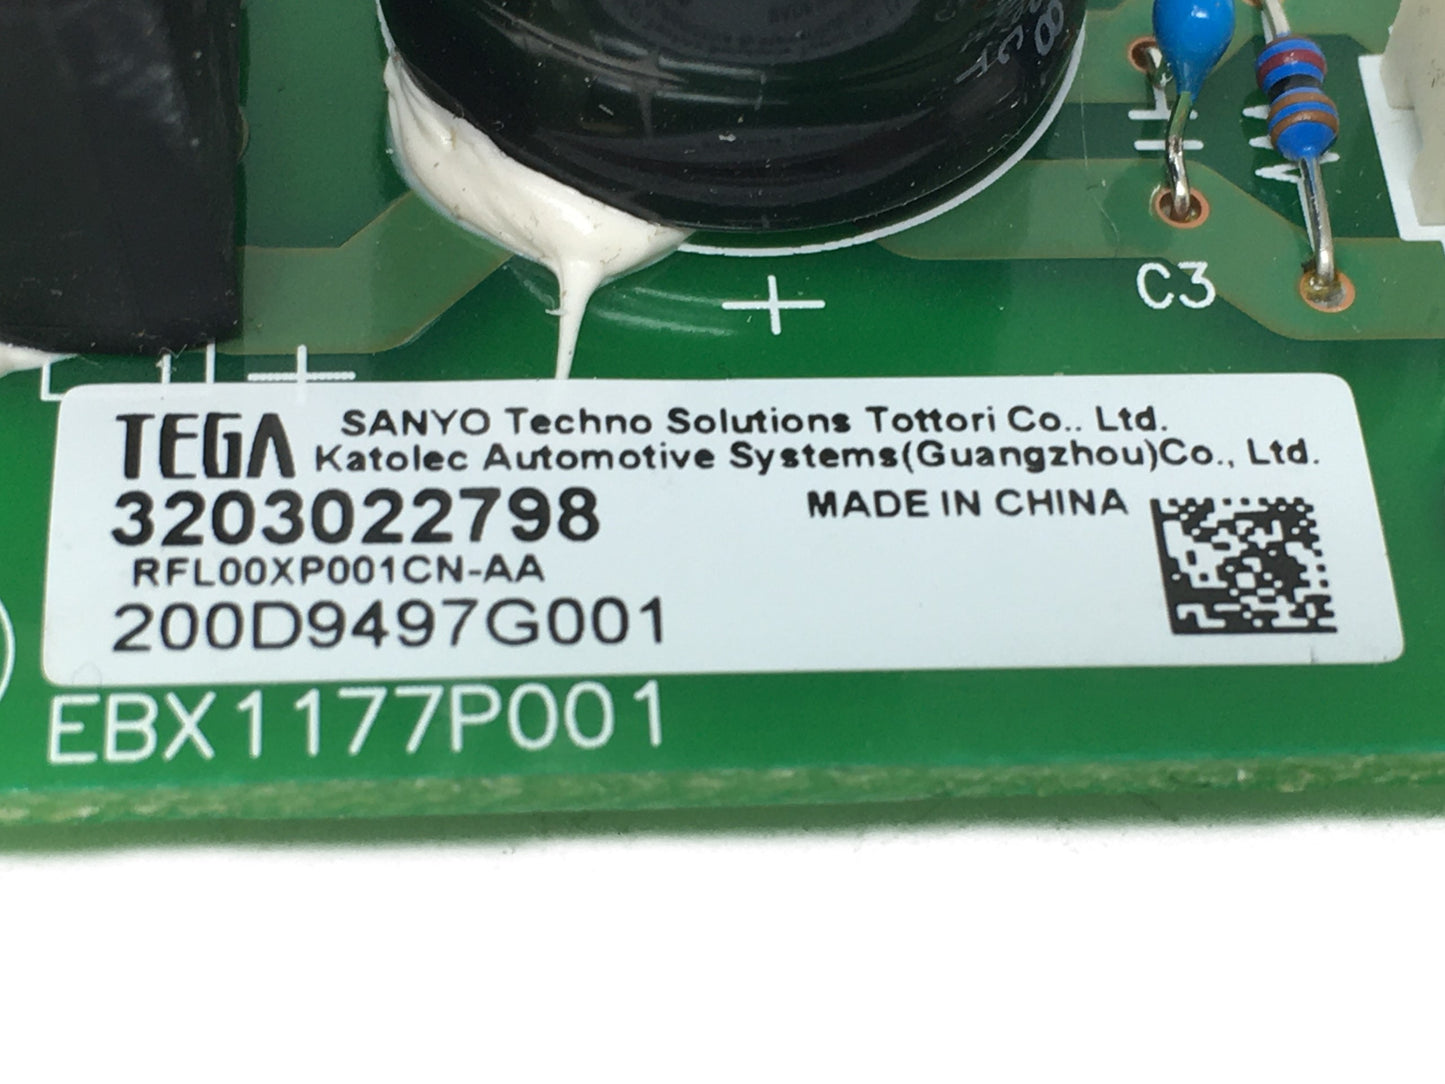 C3
TEGA SANYO Techno Solutions Tottori Co.. Ltd.
Katolec Automotive Systems(Guangzhou)Co., Ltd.
3203022798 MADE IN CHINA
RFL00XP001CN-AA
200D9497G001
EBX1177P001